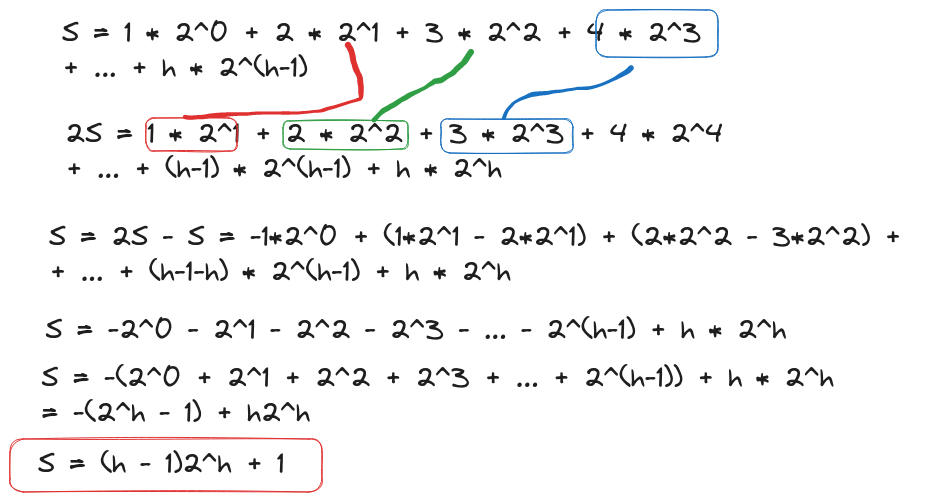 S = 1 * 2^0 + 2 * 2^1 + 3 * 2^2 + 4 * 2^3
+ ... + h * 2^(h-1)
2S = 1 * 2^1 + 2 * 2^2 + 3 * 2^3 + 4 * 2^4
+ ... + (h-1) * 2^(h-1) + h * 2^h
S = 2S - S = -1*2^0 + (1*2^1 - 2*2^1) + (2*2^2 - 3*2^2) +
+ ... + (h-1-h) * 2^(h-1) + h * 2^h
S = -2^0 - 2^1 - 2^2 - 2^3 - ... - 2^(h-1) + h * 2^h
S = -(2^0 + 2^1 + 2^2 + 2^3 + ... + 2^(h-1)) + h * 2^h
= -(2^h - 1) + h2^h
S = (h - 1)2^h + 1